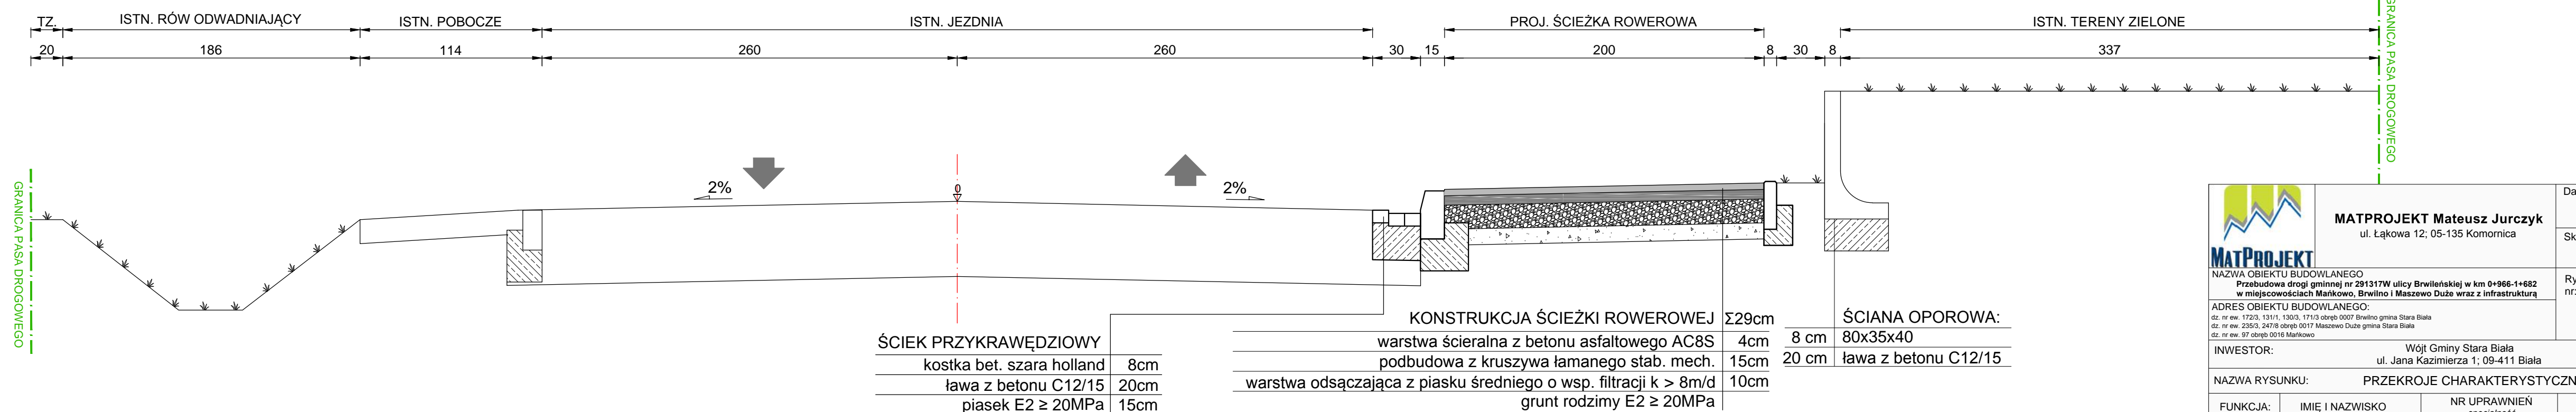 TZ. ISTN. RÓW ODWADNIAJĄCY ISTN. POBOCZE ISTN. JEZDNIA PROJ. ŚCIEŻKA ROWEROWA ISTN. TERENY ZIELONE
20 186 114 260 260 30 15 200 8 30 8 337
GRANICA PASA DROGOWEGO
GRANICA PASA DROGOWEGO
2% 0 2%
ŚCIEK PRZYKRAWĘDZIOWY
kostka bet. szara holland 8cm
ława z betonu C12/15 20cm
piasek E2 ≥ 20MPa 15cm
KONSTRUKCJA ŚCIEŻKI ROWEROWEJ Σ29cm
warstwa ścieralna z betonu asfaltowego AC8S 4cm
podbudowa z kruszywa łamanego stab. mech. 15cm
warstwa odsączająca z piasku średniego o wsp. filtracji k > 8m/d 10cm
grunt rodzimy E2 ≥ 20MPa
ŚCIANA OPOROWA:
8 cm 80x35x40
20 cm ława z betonu C12/15
MATPROJEKT
MATPROJEKT Mateusz Jurczyk
ul. Łąkowa 12; 05-135 Komornica
NAZWA OBIEKTU BUDOWLANEGO
Przebudowa drogi gminnej nr 291317W ulicy Brwileńskiej w km 0+966-1+682
w miejscowościach Mańkowo, Brwilno i Maszewo Duże wraz z infrastrukturą
ADRES OBIEKTU BUDOWLANEGO:
dz. nr ew. 172/3, 131/1, 130/3, 171/3 obręb 0007 Brwilno gmina Stara Biała
dz. nr ew. 235/3, 247/8 obręb 0017 Maszewo Duże gmina Stara Biała
dz. nr ew. 97 obręb 0016 Mańkowo
INWESTOR: Wójt Gminy Stara Biała
ul. Jana Kazimierza 1; 09-411 Biała
NAZWA RYSUNKU: PRZEKROJE CHARAKTERYSTYCZN
FUNKCJA: IMIĘ I NAZWISKO NR UPRAWNIEŃ
Da
Sk
Ry
nr: